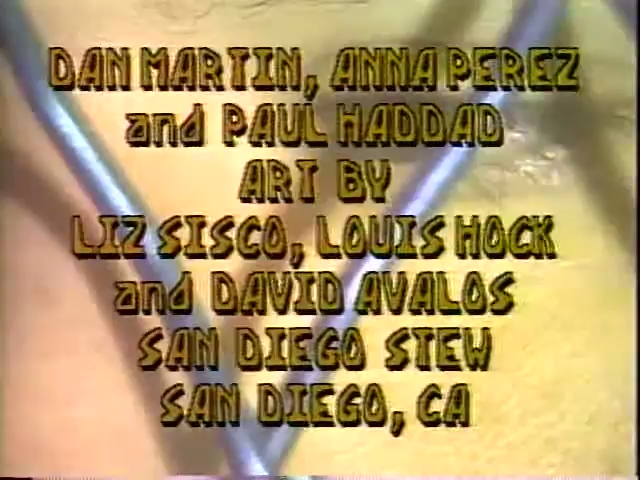 DAN MARTIN, ANNA PEREZ
and PAUL HADDAD
ART BY
LIZ SISCO, LOUIS HOCK
and DAVID AVALOS
SAN DIEGO STEW
SAN DIEGO, CA